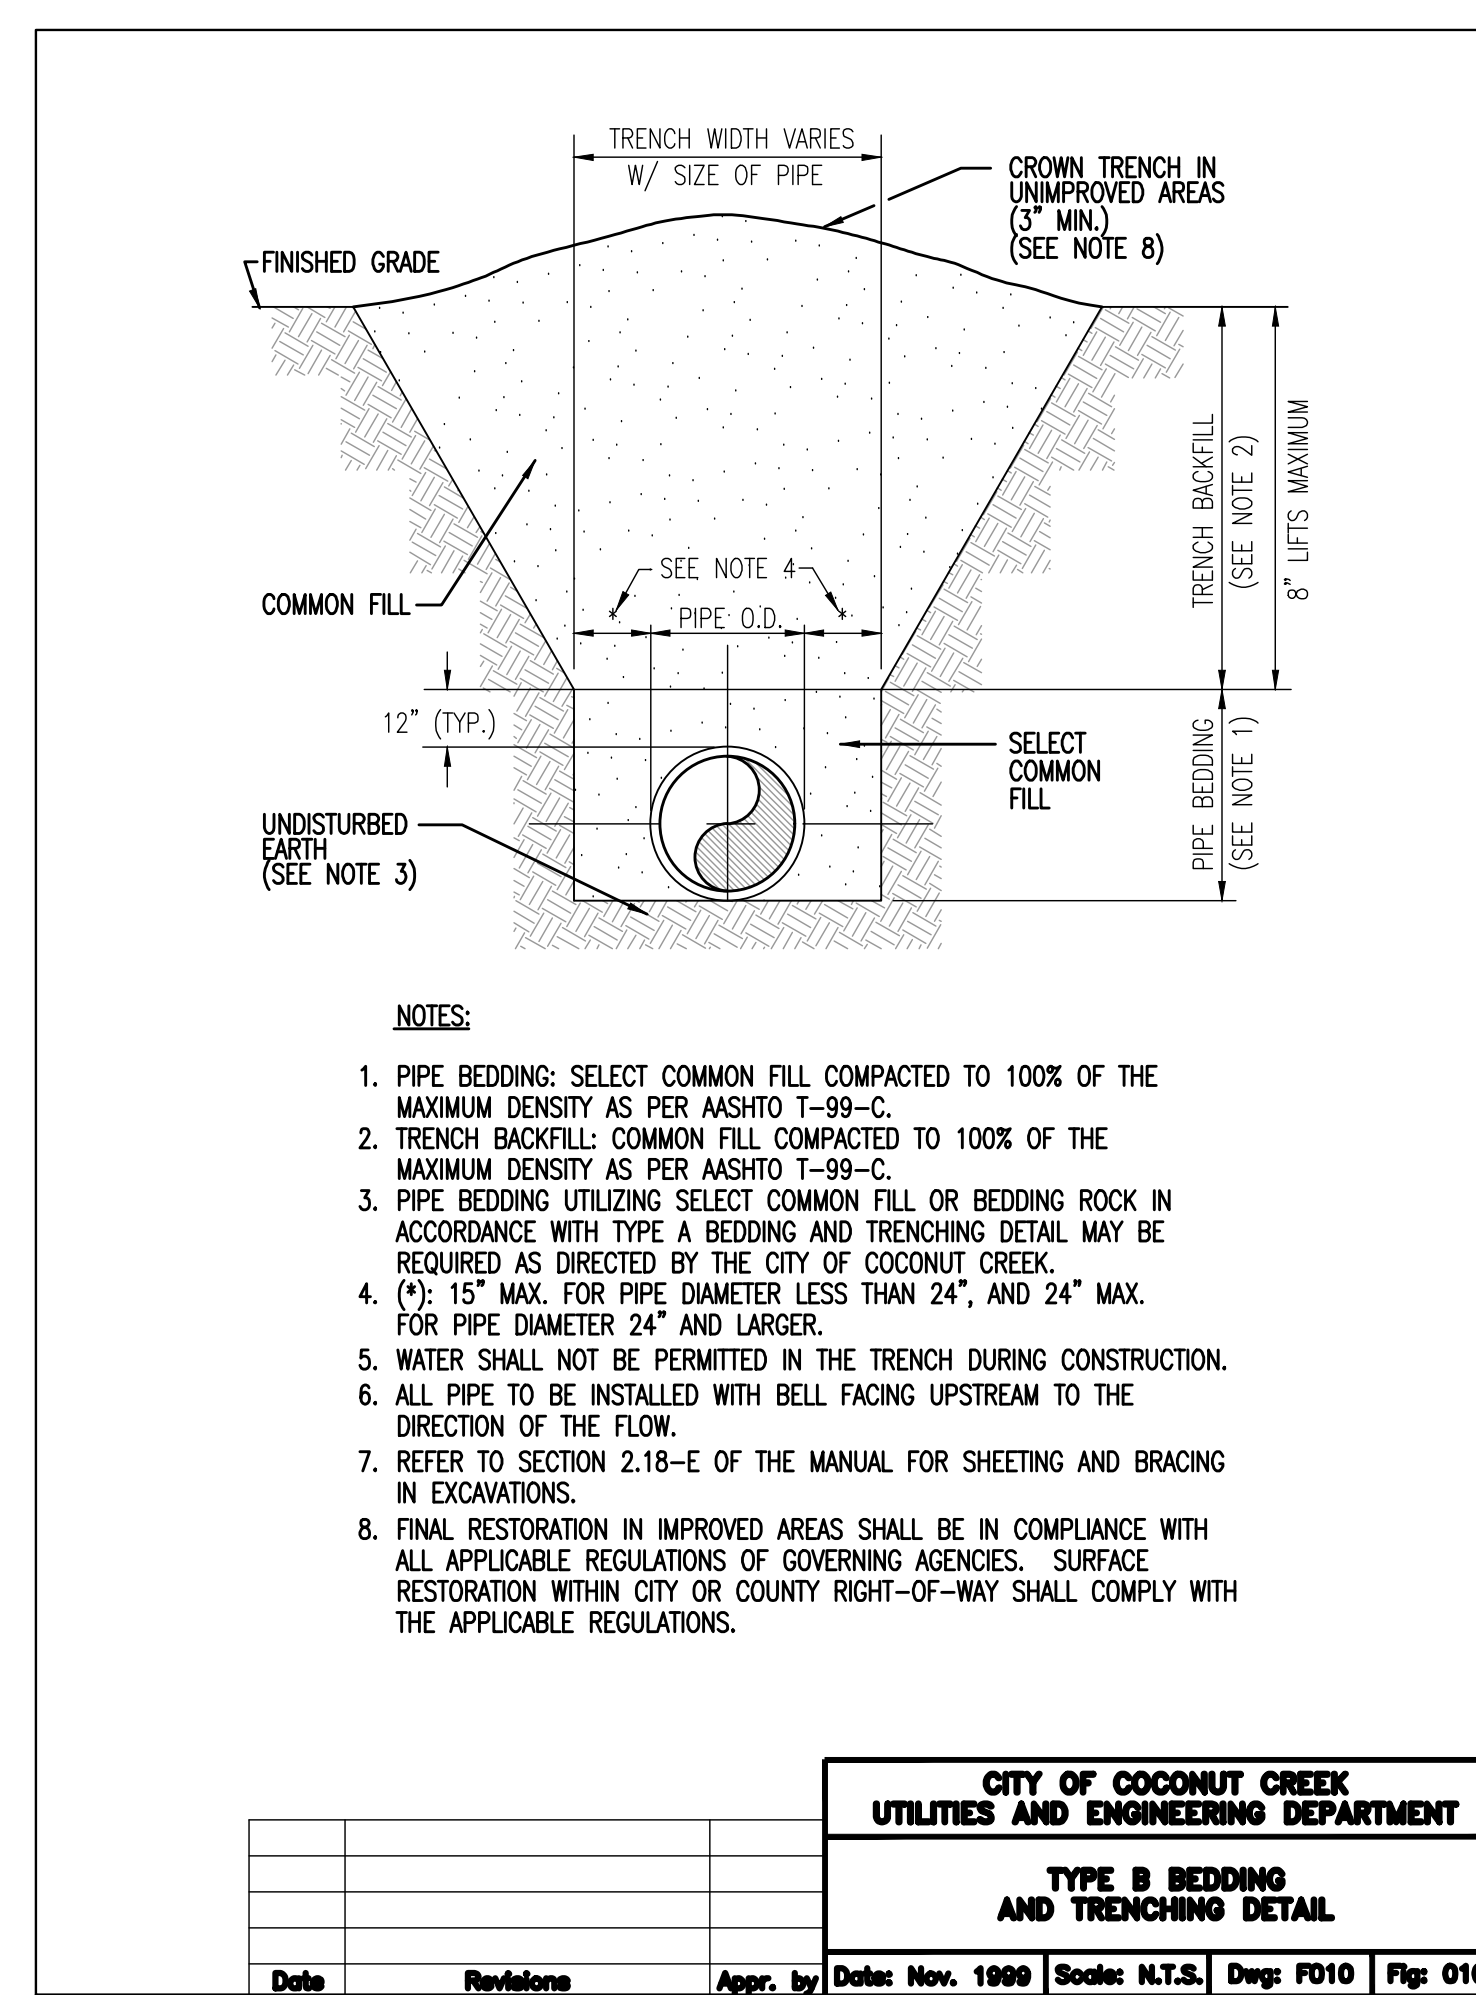 TRENCH WIDTH VARIES
W/ SIZE OF PIPE
CROWN TRENCH IN
UNIMPROVED AREAS
(3" MIN.)
(SEE NOTE 8)
FINISHED GRADE
TRENCH BACKFILL
(SEE NOTE 2)
8" LIFTS MAXIMUM
SEE NOTE 4
COMMON FILL
* *
PIPE O.D.
12" (TYP.)
SELECT
COMMON
FILL
PIPE BEDDING
(SEE NOTE 1)
UNDISTURBED
EARTH
(SEE NOTE 3)
NOTES:
1. PIPE BEDDING: SELECT COMMON FILL COMPACTED TO 100% OF THE
MAXIMUM DENSITY AS PER AASHTO T-99-C.
2. TRENCH BACKFILL: COMMON FILL COMPACTED TO 100% OF THE
MAXIMUM DENSITY AS PER AASHTO T-99-C.
3. PIPE BEDDING UTILIZING SELECT COMMON FILL OR BEDDING ROCK IN
ACCORDANCE WITH TYPE A BEDDING AND TRENCHING DETAIL MAY BE
REQUIRED AS DIRECTED BY THE CITY OF COCONUT CREEK.
4. (*): 15" MAX. FOR PIPE DIAMETER LESS THAN 24", AND 24" MAX.
FOR PIPE DIAMETER 24" AND LARGER.
5. WATER SHALL NOT BE PERMITTED IN THE TRENCH DURING CONSTRUCTION.
6. ALL PIPE TO BE INSTALLED WITH BELL FACING UPSTREAM TO THE
DIRECTION OF THE FLOW.
7. REFER TO SECTION 2.18-E OF THE MANUAL FOR SHEETING AND BRACING
IN EXCAVATIONS.
8. FINAL RESTORATION IN IMPROVED AREAS SHALL BE IN COMPLIANCE WITH
ALL APPLICABLE REGULATIONS OF GOVERNING AGENCIES. SURFACE
RESTORATION WITHIN CITY OR COUNTY RIGHT-OF-WAY SHALL COMPLY WITH
THE APPLICABLE REGULATIONS.
CITY OF COCONUT CREEK
UTILITIES AND ENGINEERING DEPARTMENT
TYPE B BEDDING
AND TRENCHING DETAIL
Date Revisions Appr. by Date: Nov. 1999 Scale: N.T.S. Dwg: F010 Fig: